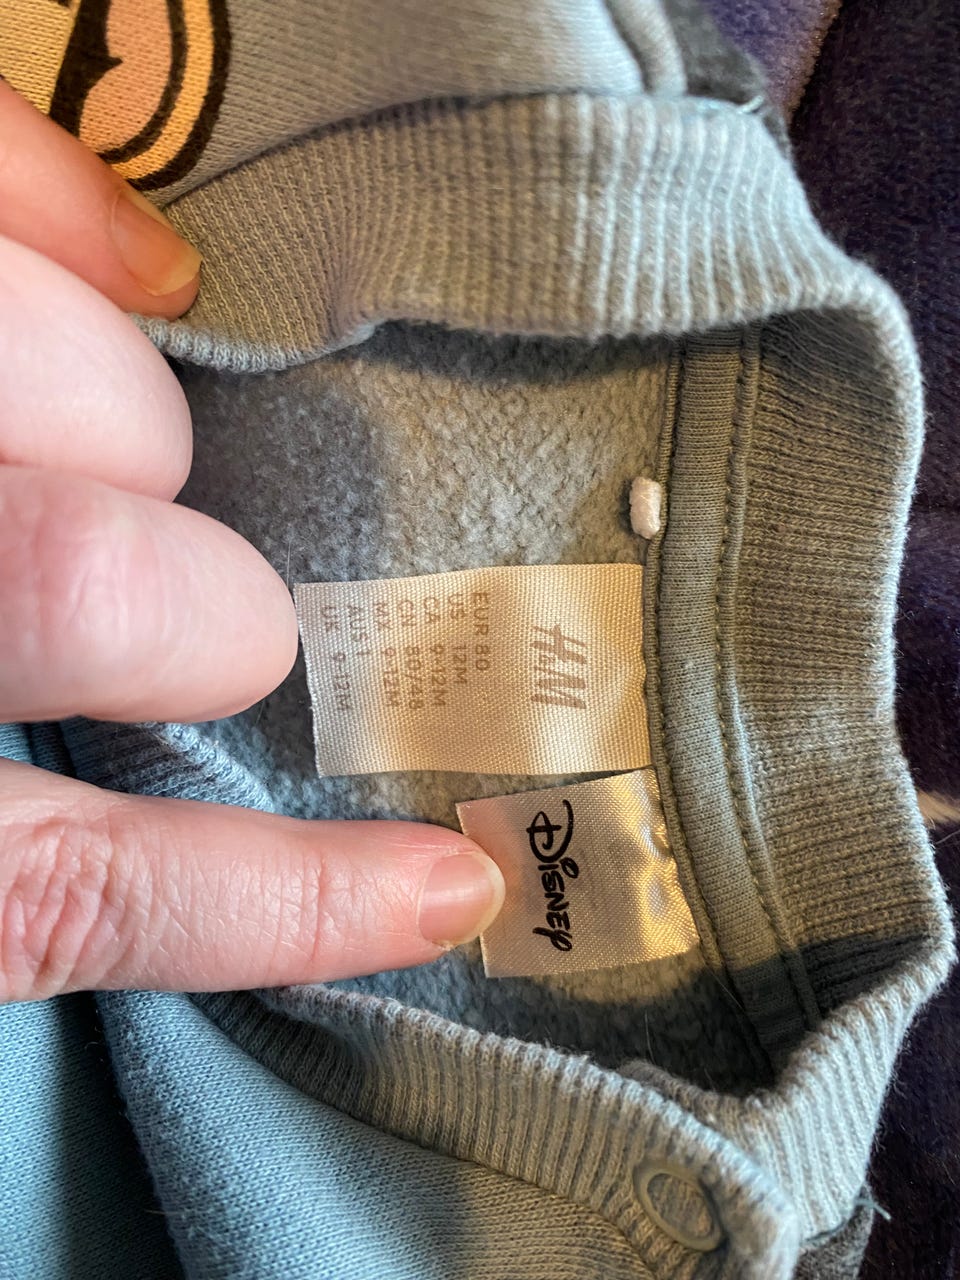 H&M
EUR 80
US 12M
CA 9-12M
CN 80/48
MX 9-12M
AUS 1
UK 9-12M
Disney